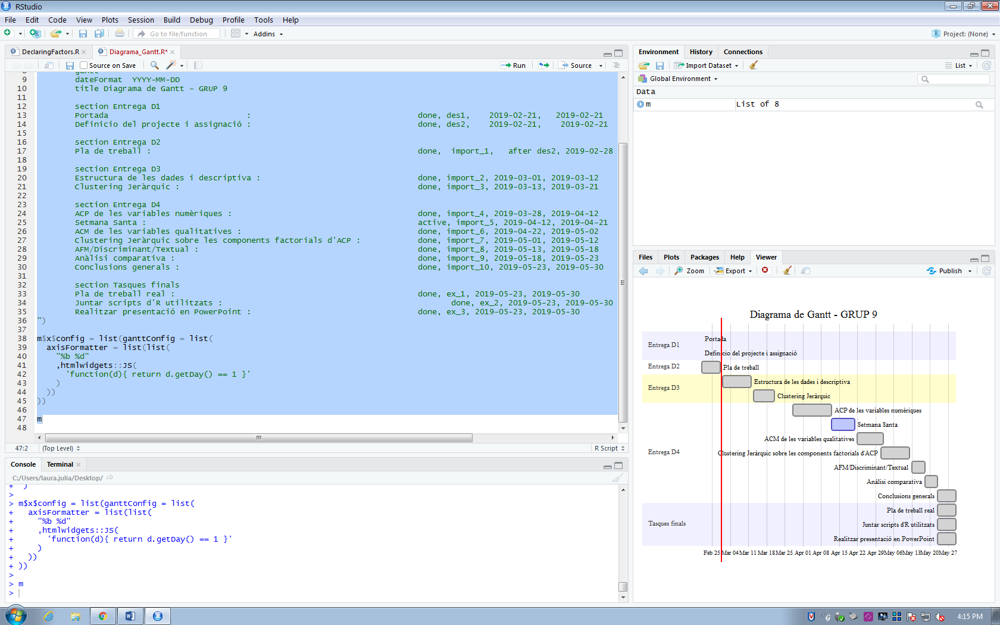 RStudio
File Edit Code View Plots Session Build Debug Profile Tools Help
Go to file/function Addins Project: (None)
DeclaringFactors.R Diagrama_Gantt.R*
Source on Save Run Source
8 gantt
9 dateFormat  YYYY-MM-DD
10 title Diagrama de Gantt - GRUP 9
11
12 section Entrega D1
13 Portada : done, des1, 2019-02-21, 2019-02-21
14 Definicio del projecte i assignació : done, des2, 2019-02-21, 2019-02-21
15
16 section Entrega D2
17 Pla de treball : done, import_1, after des2, 2019-02-28
18
19 section Entrega D3
20 Estructura de les dades i descriptiva : done, import_2, 2019-03-01, 2019-03-12
21 Clustering Jeràrquic : done, import_3, 2019-03-13, 2019-03-21
22
23 section Entrega D4
24 ACP de les variables numèriques : done, import_4, 2019-03-28, 2019-04-12
25 Setmana Santa : active, import_5, 2019-04-12, 2019-04-21
26 ACM de les variables qualitatives : done, import_6, 2019-04-22, 2019-05-02
27 Clustering Jeràrquic sobre les components factorials d'ACP : done, import_7, 2019-05-01, 2019-05-12
28 AFM/Discriminant/Textual : done, import_8, 2019-05-13, 2019-05-18
29 Anàlisi comparativa : done, import_9, 2019-05-18, 2019-05-23
30 Conclusions generals : done, import_10, 2019-05-23, 2019-05-30
31
32 section Tasques finals
33 Pla de treball real : done, ex_1, 2019-05-23, 2019-05-30
34 Juntar scripts d'R utilitzats : done, ex_2, 2019-05-23, 2019-05-30
35 Realitzar presentació en PowerPoint : done, ex_3, 2019-05-23, 2019-05-30
36 ")
37
38 m$x$config = list(ganttConfig = list(
39 axisFormatter = list(list(
40 "%b %d"
41 ,htmlwidgets::JS(
42 'function(d){ return d.getDay() == 1 }'
43 )
44 ))
45 ))
46
47 m
48
47:2 (Top Level) R Script
Console Terminal
C:/Users/laura.julia/Desktop/
+ )
>
> m$x$config = list(ganttConfig = list(
+ axisFormatter = list(list(
+ "%b %d"
+ ,htmlwidgets::JS(
+ 'function(d){ return d.getDay() == 1 }'
+ )
+ ))
+ ))
>
> m
>
Environment History Connections
Import Dataset List
Global Environment
Data
m List of 8
Files Plots Packages Help Viewer
Zoom Export Publish
Diagrama de Gantt - GRUP 9
Entrega D1
Portada
Definicio del projecte i assignació
Entrega D2
Pla de treball
Entrega D3
Estructura de les dades i descriptiva
Clustering Jeràrquic
Entrega D4
ACP de les variables numèriques
Setmana Santa
ACM de les variables qualitatives
Clustering Jeràrquic sobre les components factorials d'ACP
AFM/Discriminant/Textual
Anàlisi comparativa
Conclusions generals
Tasques finals
Pla de treball real
Juntar scripts d'R utilitzats
Realitzar presentació en PowerPoint
Feb 25 Mar 04 Mar 11 Mar 18 Mar 25 Apr 01 Apr 08 Apr 15 Apr 22 Apr 29 May 06 May 13 May 20 May 27
4:15 PM